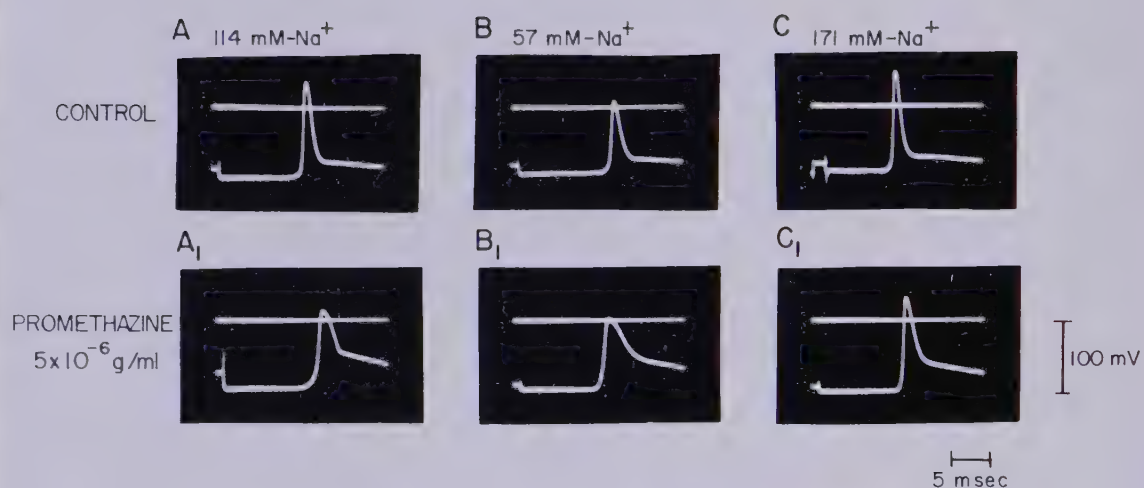 A 114 mM-Na⁺
B 57 mM-Na⁺
C 171 mM-Na⁺
CONTROL
A₁
B₁
C₁
PROMETHAZINE
5x10⁻⁶ g/ml
100 mV
5 msec